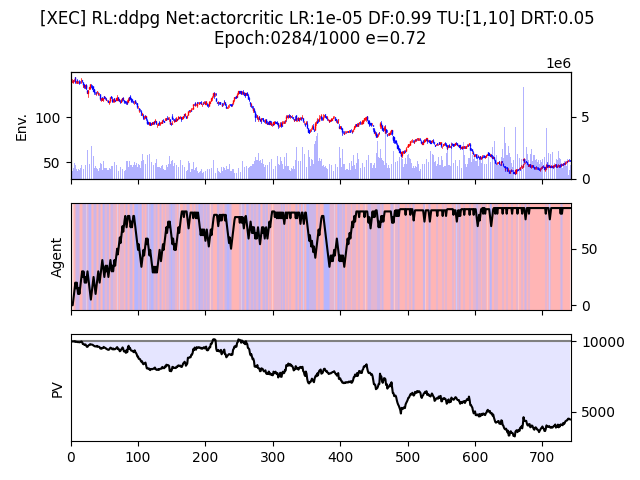 [XEC] RL:ddpg Net:actorcritic LR:1e-05 DF:0.99 TU:[1,10] DRT:0.05
Epoch:0284/1000 e=0.72
1e6
Env.
100
50
5
0
Agent
50
0
PV
10000
5000
0 100 200 300 400 500 600 700